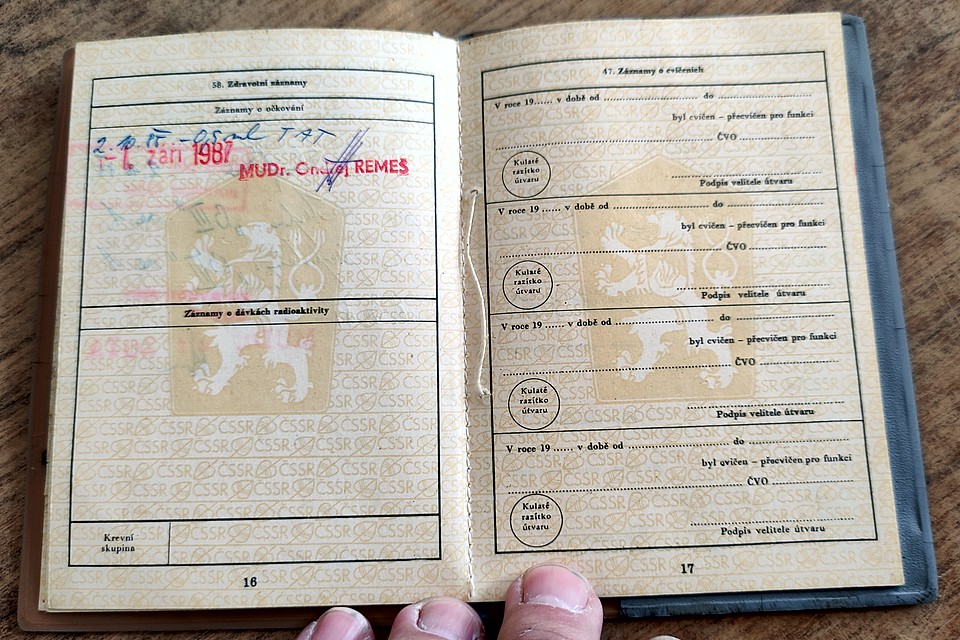 58. Zdravotní záznamy
Záznamy o očkování
0,5 ml TAT
-1. září 1987
MUDr. Ondřej REMEŠ
Záznamy o dávkách radioaktivity
Krevní
skupina
16
47. Záznamy o cvičeních
V roce 19...... v době od ........................ do ........................
byl cvičen – přecvičen pro funkci
........................ ČVO ........................
Kulaté
razítko
útvaru
........................
Podpis velitele útvaru
V roce 19 ...... v době od ........................ do ........................
byl cvičen – přecvičen pro funkci
........................ ČVO ........................
Kulaté
razítko
útvaru
........................
Podpis velitele útvaru
V roce 19 ...... v době od ........................ do ........................
byl cvičen – přecvičen pro funkci
........................ ČVO ........................
Kulaté
razítko
útvaru
........................
Podpis velitele útvaru
V roce 19 ...... v době od ........................ do ........................
byl cvičen – přecvičen pro funkci
........................ ČVO ........................
Kulaté
razítko
útvaru
........................
Podpis velitele útvaru
17